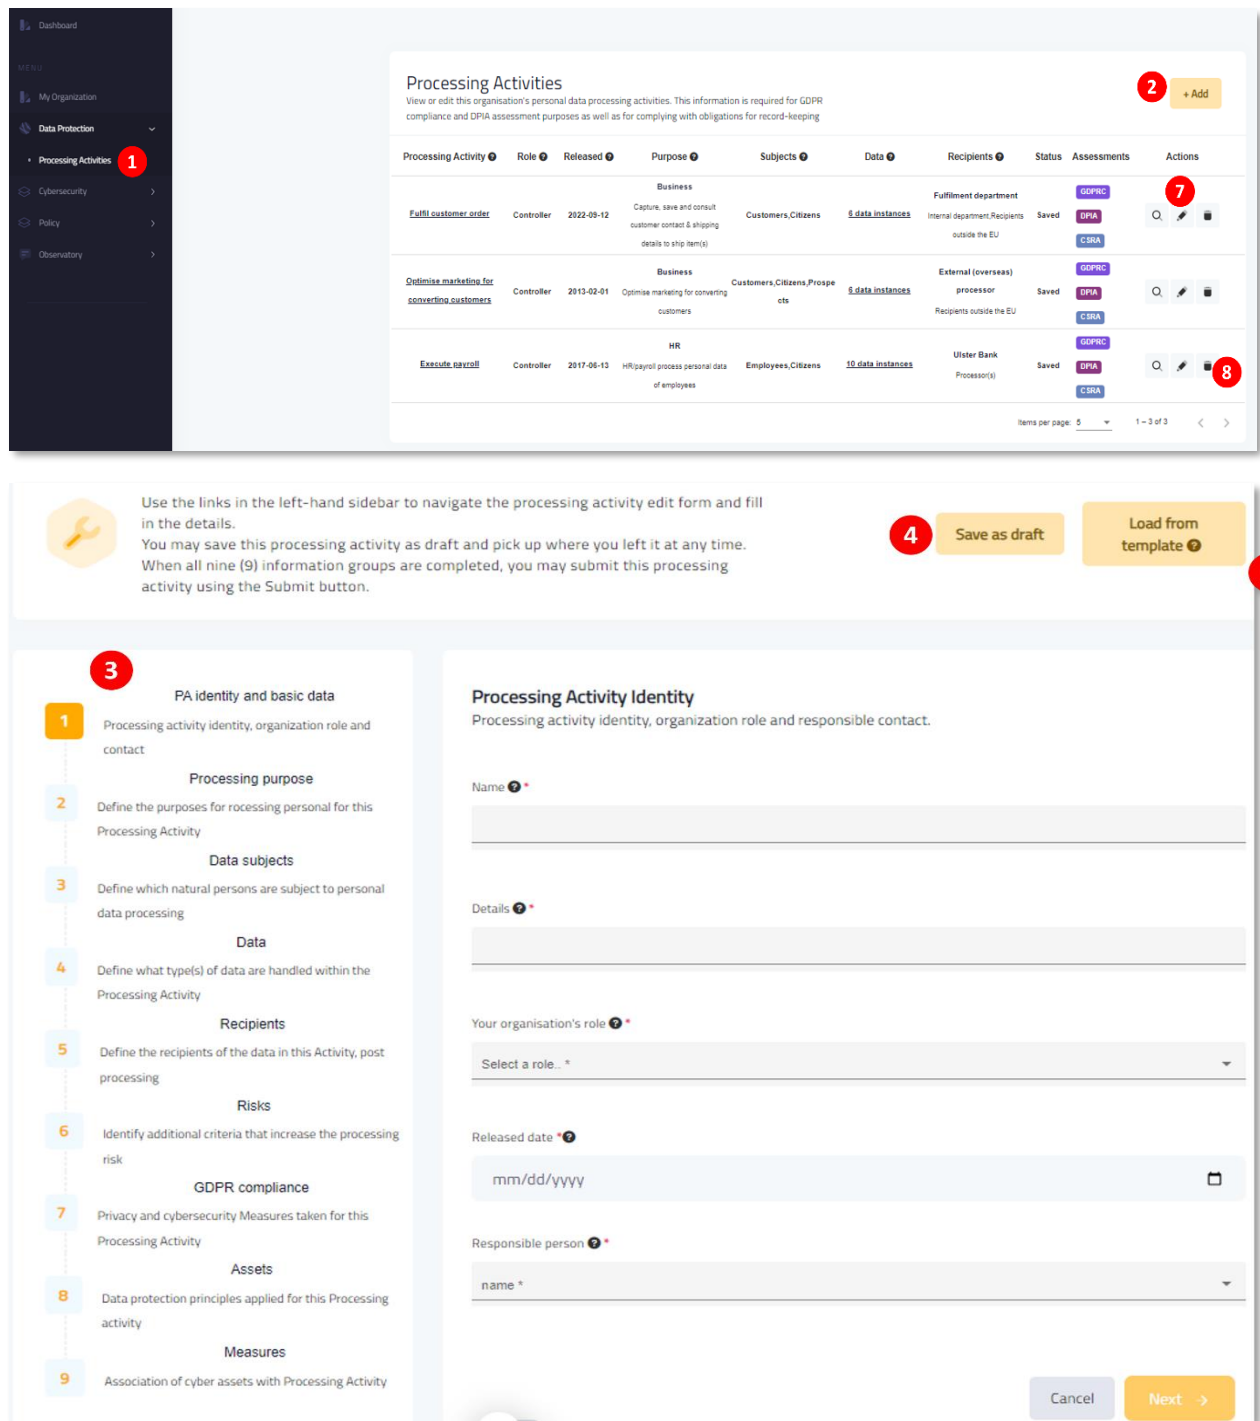 Dashboard
MENU
My Organization
Data Protection
Processing Activities
1
Cybersecurity
Policy
Observatory
Processing Activities
View or edit this organisation's personal data processing activities. This information is required for GDPR
compliance and DPIA assessment purposes as well as for complying with obligations for record-keeping
2
+ Add
Processing Activity ? Role ? Released ? Purpose ? Subjects ? Data ? Recipients ? Status Assessments Actions
Fulfil customer order
Controller
2022-09-12
Business
Capture, save and consult
customer contact & shipping
details to ship item(s)
Customers,Citizens
6 data instances
Fulfilment department
Internal department,Recipients
outside the EU
Saved
GDPRC
DPIA
CSRA
7
Optimise marketing for
converting customers
Controller
2013-02-01
Business
Optimise marketing for converting
customers
Customers,Citizens,Prospe
cts
6 data instances
External (overseas)
processor
Recipients outside the EU
Saved
GDPRC
DPIA
CSRA
Execute payroll
Controller
2017-06-13
HR
HR/payroll process personal data
of employees
Employees,Citizens
10 data instances
Ulster Bank
Processor(s)
Saved
GDPRC
DPIA
CSRA
8
Items per page: 5 1 – 3 of 3
Use the links in the left-hand sidebar to navigate the processing activity edit form and fill
in the details.
You may save this processing activity as draft and pick up where you left it at any time.
When all nine (9) information groups are completed, you may submit this processing
activity using the Submit button.
4
Save as draft
Load from
template ?
3
1
PA identity and basic data
Processing activity identity, organization role and
contact
2
Processing purpose
Define the purposes for rocessing personal for this
Processing Activity
3
Data subjects
Define which natural persons are subject to personal
data processing
4
Data
Define what type(s) of data are handled within the
Processing Activity
5
Recipients
Define the recipients of the data in this Activity, post
processing
6
Risks
Identify additional criteria that increase the processing
risk
7
GDPR compliance
Privacy and cybersecurity Measures taken for this
Processing Activity
8
Assets
Data protection principles applied for this Processing
activity
9
Measures
Association of cyber assets with Processing Activity
Processing Activity Identity
Processing activity identity, organization role and responsible contact.
Name ? *
Details ? *
Your organisation's role ? *
Select a role.. *
Released date * ?
mm/dd/yyyy
Responsible person ? *
name *
Cancel
Next →